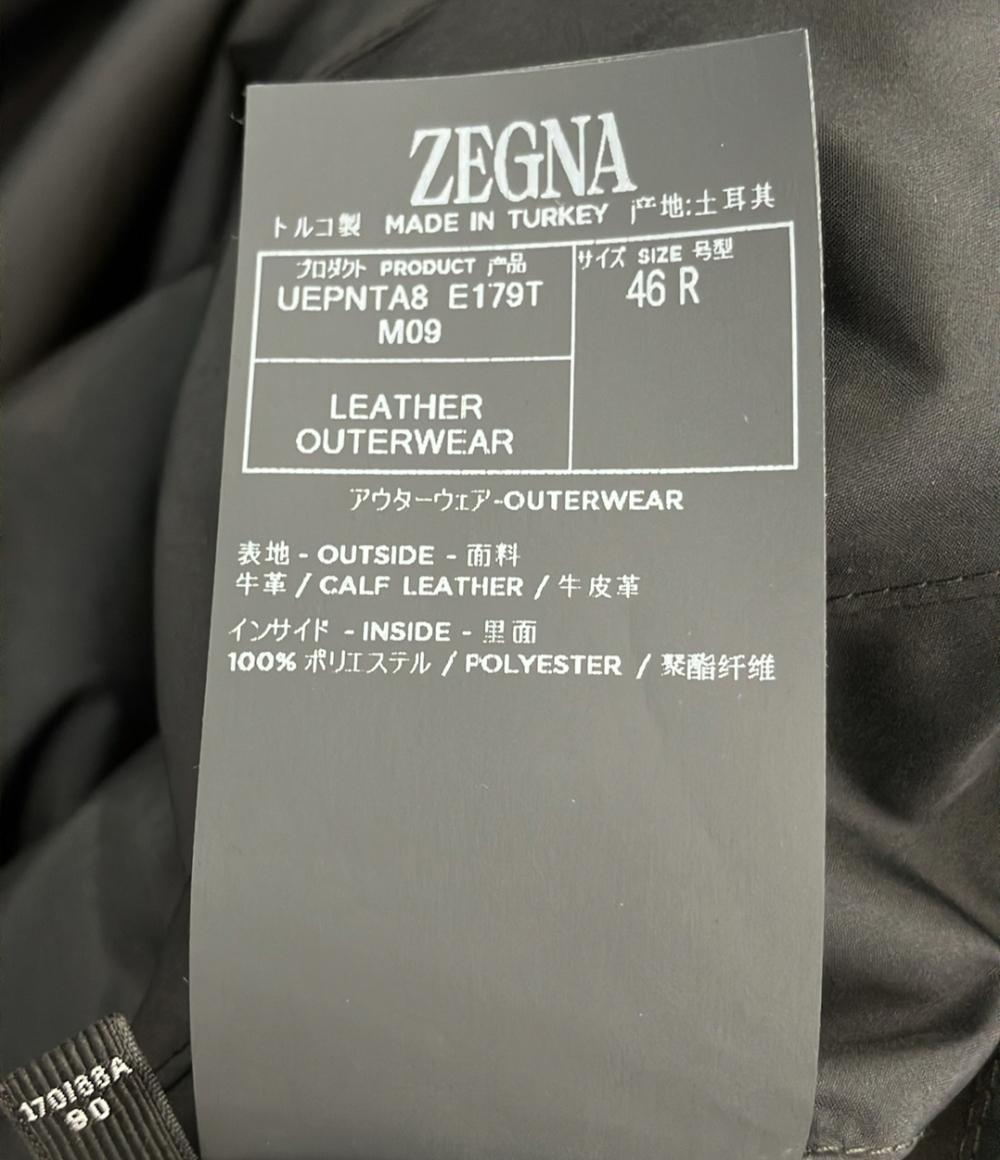 ZEGNA
トルコ製 MADE IN TURKEY 产地:土耳其
プロダクト PRODUCT 产品
UEPNTA8 E179T
M09
サイズ SIZE 号型
46 R
LEATHER
OUTERWEAR
アウターウェア-OUTERWEAR
表地 - OUTSIDE - 面料
牛革 / CALF LEATHER / 牛皮革
インサイド - INSIDE - 里面
100% ポリエステル / POLYESTER / 聚酯纤维
170/88A
90